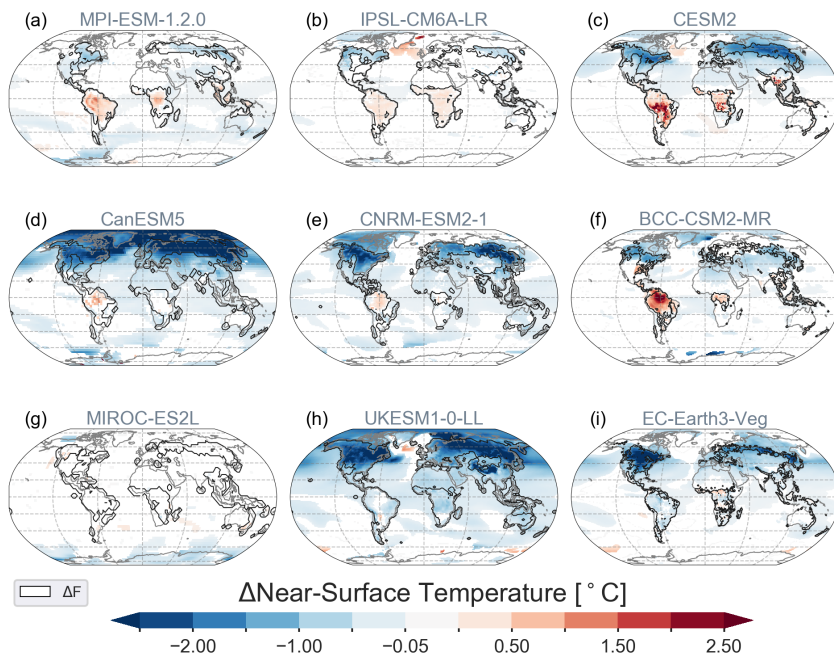 (a) MPI-ESM-1.2.0
(b) IPSL-CM6A-LR
(c) CESM2
(d) CanESM5
(e) CNRM-ESM2-1
(f) BCC-CSM2-MR
(g) MIROC-ES2L
(h) UKESM1-0-LL
(i) EC-Earth3-Veg
ΔF
ΔNear-Surface Temperature [°C]
−2.00 −1.00 −0.05 0.50 1.50 2.50